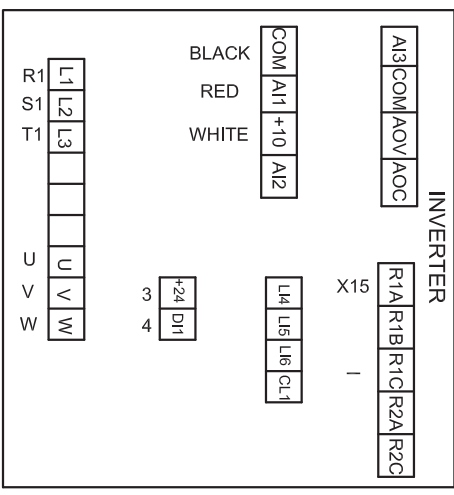 R1 L1
S1 L2
T1 L3
U U
V V
W W
BLACK COM
RED AI1
WHITE +10
AI2
AI3
COM
AOV
AOC
3 +24
4 DI1
LI4
LI5
LI6
CL1
X15 R1A
R1B
I R1C
R2A
R2C
INVERTER